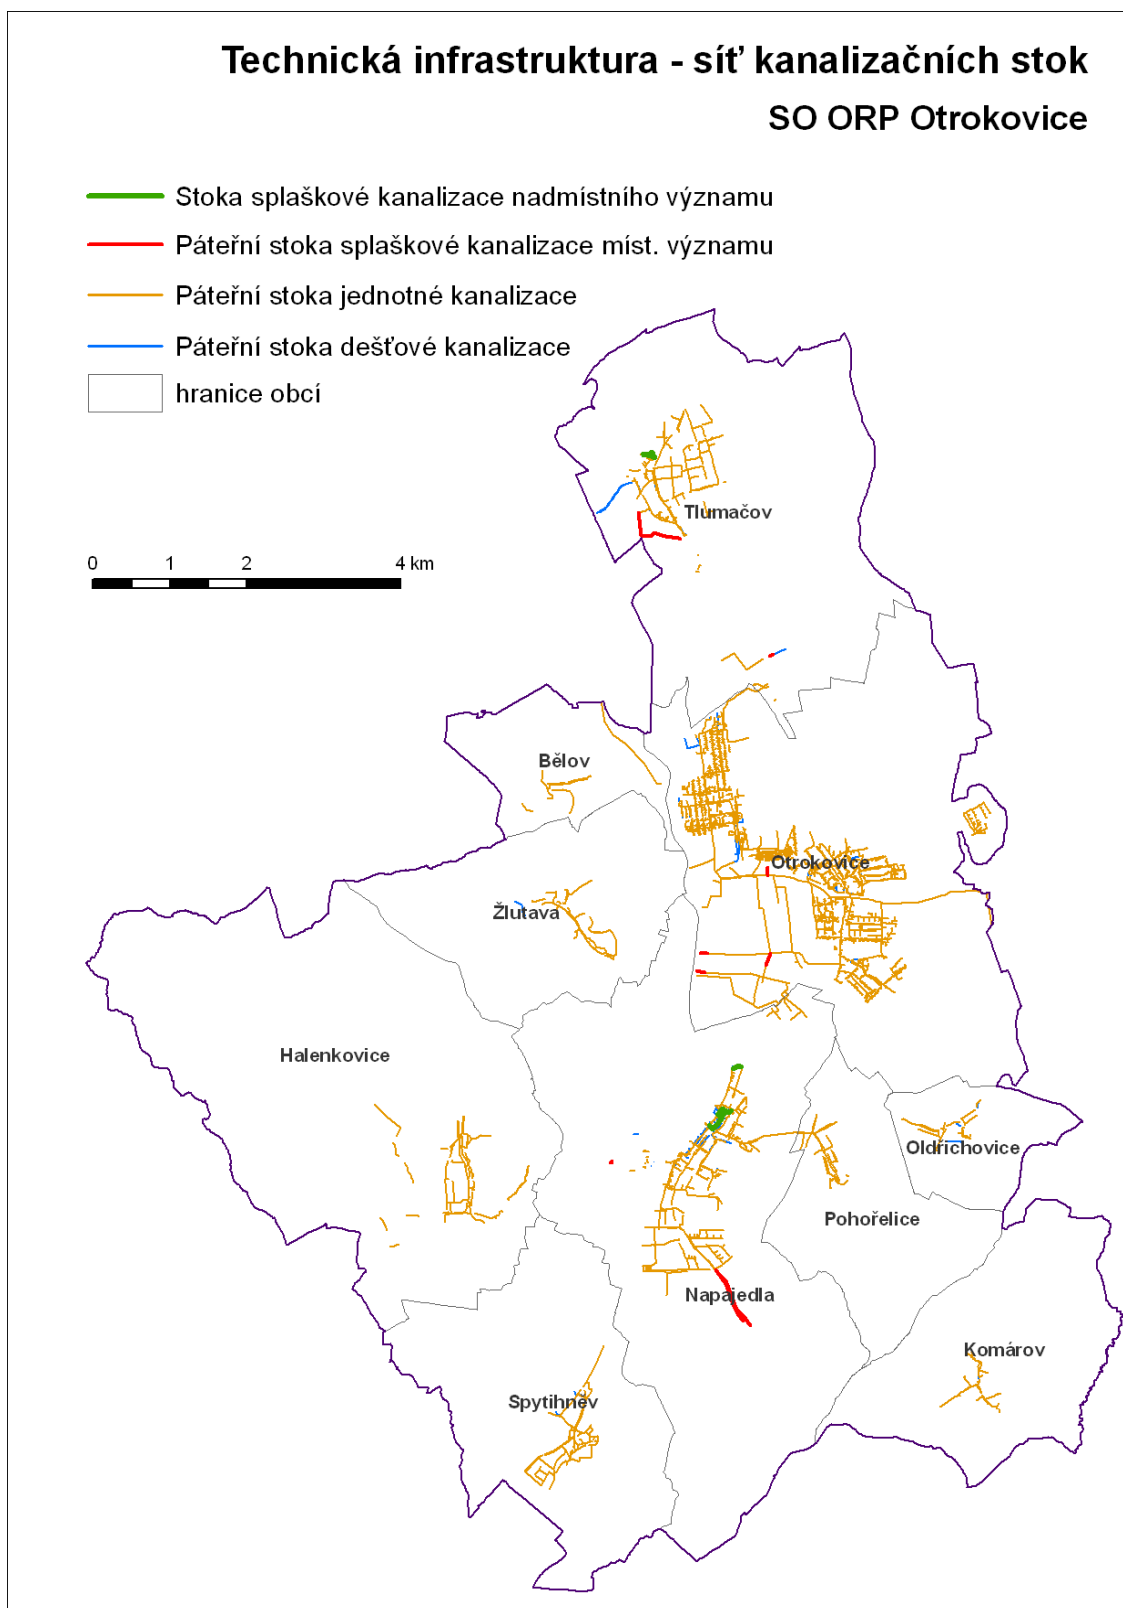 Technická infrastruktura - síť kanalizačních stok
SO ORP Otrokovice
Stoka splaškové kanalizace nadmístního významu
Páteřní stoka splaškové kanalizace míst. významu
Páteřní stoka jednotné kanalizace
Páteřní stoka dešťové kanalizace
hranice obcí
Tlumačov
0 1 2 4 km
Bělov
Otrokovice
Žlutava
Halenkovice
Oldřichovice
Pohořelice
Napajedla
Komárov
Spytihněv